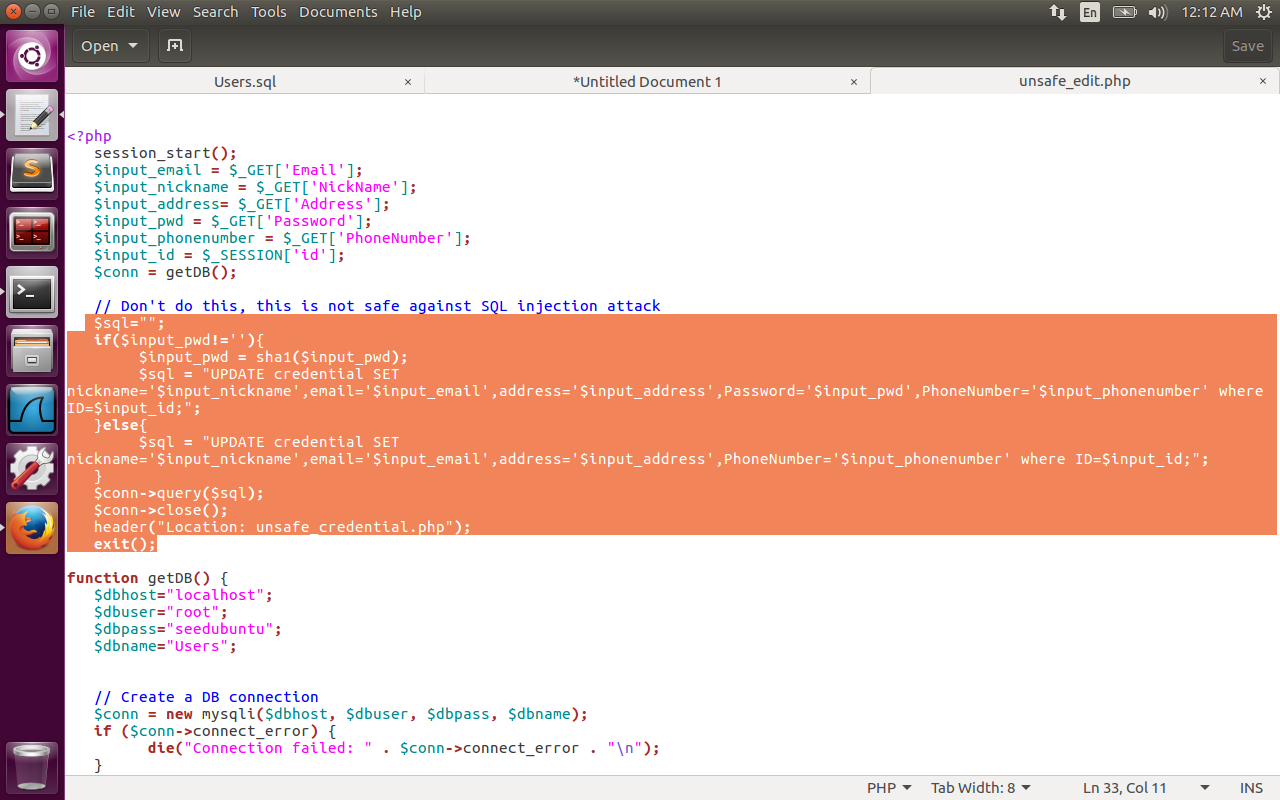 File Edit View Search Tools Documents Help
En 12:12 AM
Open Save
Users.sql × *Untitled Document 1 × unsafe_edit.php ×
<?php
session_start();
$input_email = $_GET['Email'];
$input_nickname = $_GET['NickName'];
$input_address= $_GET['Address'];
$input_pwd = $_GET['Password'];
$input_phonenumber = $_GET['PhoneNumber'];
$input_id = $_SESSION['id'];
$conn = getDB();
// Don't do this, this is not safe against SQL injection attack
$sql="";
if($input_pwd!=''){
$input_pwd = sha1($input_pwd);
$sql = "UPDATE credential SET
nickname='$input_nickname',email='$input_email',address='$input_address',Password='$input_pwd',PhoneNumber='$input_phonenumber' where
ID=$input_id;";
}else{
$sql = "UPDATE credential SET
nickname='$input_nickname',email='$input_email',address='$input_address',PhoneNumber='$input_phonenumber' where ID=$input_id;";
}
$conn->query($sql);
$conn->close();
header("Location: unsafe_credential.php");
exit();
function getDB() {
$dbhost="localhost";
$dbuser="root";
$dbpass="seedubuntu";
$dbname="Users";
// Create a DB connection
$conn = new mysqli($dbhost, $dbuser, $dbpass, $dbname);
if ($conn->connect_error) {
die("Connection failed: " . $conn->connect_error . "\n");
}
PHP Tab Width: 8 Ln 33, Col 11 INS